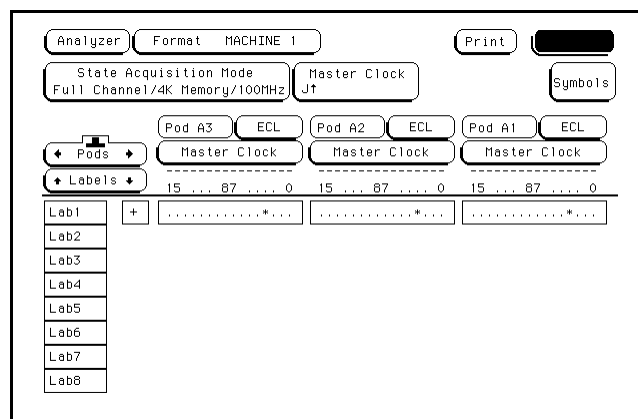 Analyzer Format MACHINE 1 Print
State Acquisition Mode
Full Channel/4K Memory/100MHz
Master Clock
J↑
Symbols
Pod A3 ECL Pod A2 ECL Pod A1 ECL
← Pods → Master Clock Master Clock Master Clock
↑ Labels ↓
15 ... 87 .... 0 15 ... 87 .... 0 15 ... 87 .... 0
Lab1 + ............*... ............*... ............*...
Lab2
Lab3
Lab4
Lab5
Lab6
Lab7
Lab8